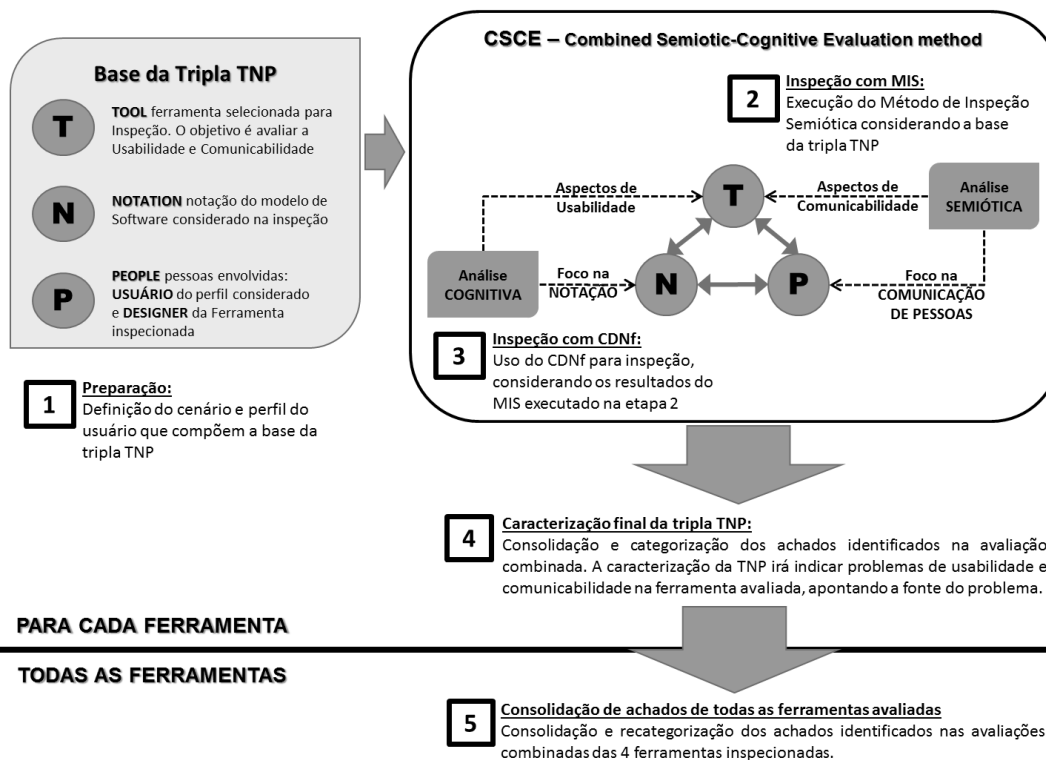 Base da Tripla TNP
T
TOOL ferramenta selecionada para
Inspeção. O objetivo é avaliar a
Usabilidade e Comunicabilidade
N
NOTATION notação do modelo de
Software considerado na inspeção
P
PEOPLE pessoas envolvidas:
USUÁRIO do perfil considerado
e DESIGNER da Ferramenta
inspecionada
1
Preparação:
Definição do cenário e perfil do
usuário que compõem a base da
tripla TNP
CSCE – Combined Semiotic-Cognitive Evaluation method
2
Inspeção com MIS:
Execução do Método de Inspeção
Semiótica considerando a base
da tripla TNP
Aspectos de
Usabilidade
T
Aspectos de
Comunicabilidade
Análise
SEMIÓTICA
Análise
COGNITIVA
Foco na
NOTAÇÃO
N
P
Foco na
COMUNICAÇÃO
DE PESSOAS
3
Inspeção com CDNf:
Uso do CDNf para inspeção,
considerando os resultados do
MIS executado na etapa 2
4
Caracterização final da tripla TNP:
Consolidação e categorização dos achados identificados na avaliação
combinada. A caracterização da TNP irá indicar problemas de usabilidade e
comunicabilidade na ferramenta avaliada, apontando a fonte do problema.
PARA CADA FERRAMENTA
TODAS AS FERRAMENTAS
5
Consolidação de achados de todas as ferramentas avaliadas
Consolidação e recategorização dos achados identificados nas avaliações
combinadas das 4 ferramentas inspecionadas.